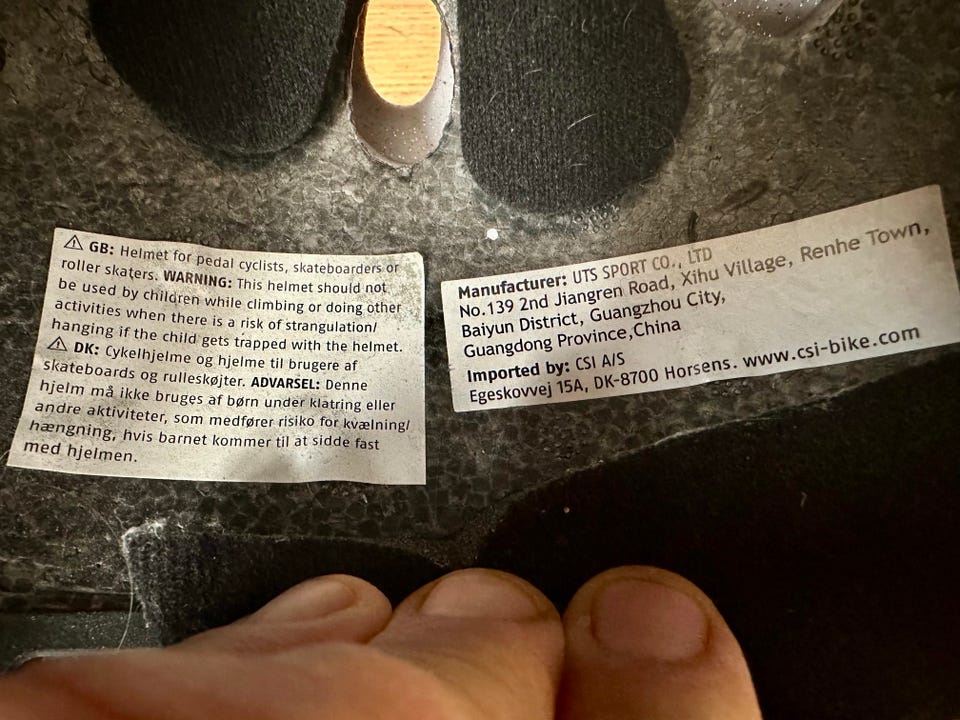 ⚠ GB: Helmet for pedal cyclists, skateboarders or
roller skaters. WARNING: This helmet should not
be used by children while climbing or doing other
activities when there is a risk of strangulation/
hanging if the child gets trapped with the helmet.
⚠ DK: Cykelhjelme og hjelme til brugere af
skateboards og rulleskøjter. ADVARSEL: Denne
hjelm må ikke bruges af børn under klatring eller
andre aktiviteter, som medfører risiko for kvælning/
hængning, hvis barnet kommer til at sidde fast
med hjelmen.
Manufacturer: UTS SPORT CO., LTD
No.139 2nd Jiangren Road, Xihu Village, Renhe Town,
Baiyun District, Guangzhou City,
Guangdong Province,China
Imported by: CSI A/S
Egeskovvej 15A, DK-8700 Horsens. www.csi-bike.com